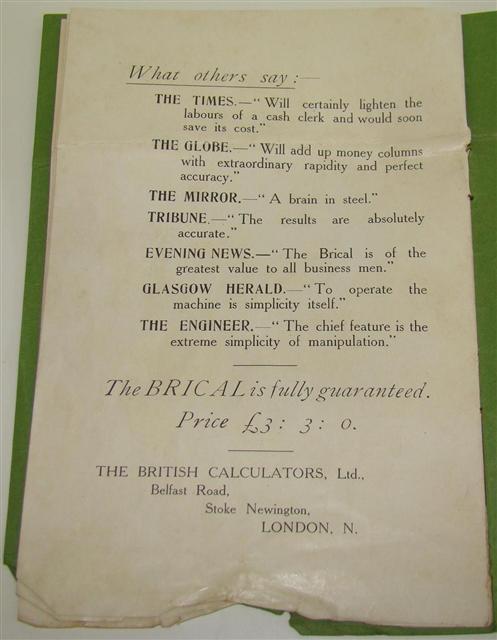 What others say :—
THE TIMES.—“ Will certainly lighten the
labours of a cash clerk and would soon
save its cost.”
THE GLOBE.—“ Will add up money columns
with extraordinary rapidity and perfect
accuracy.”
THE MIRROR.—“ A brain in steel.”
TRIBUNE.—“ The results are absolutely
accurate.”
EVENING NEWS.—“ The Brical is of the
greatest value to all business men.”
GLASGOW HERALD.—“ To operate the
machine is simplicity itself.”
THE ENGINEER.—“ The chief feature is the
extreme simplicity of manipulation.”
The BRICAL is fully guaranteed.
Price £3 : 3 : 0.
THE BRITISH CALCULATORS, Ltd.,
Belfast Road,
Stoke Newington,
LONDON, N.